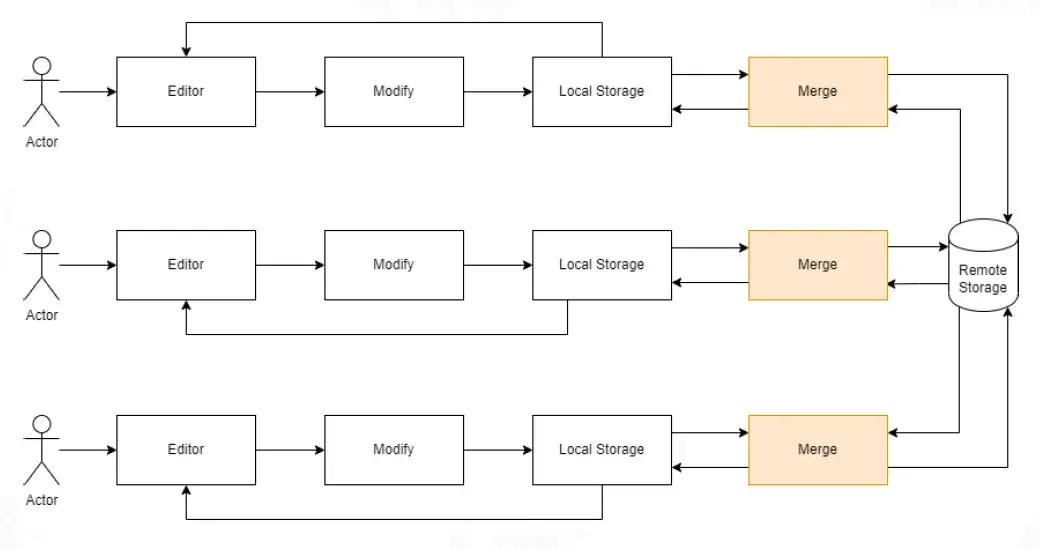 Editor
Modify
Local Storage
Merge
Actor
Editor
Modify
Local Storage
Merge
Remote
Storage
Actor
Editor
Modify
Local Storage
Merge
Actor